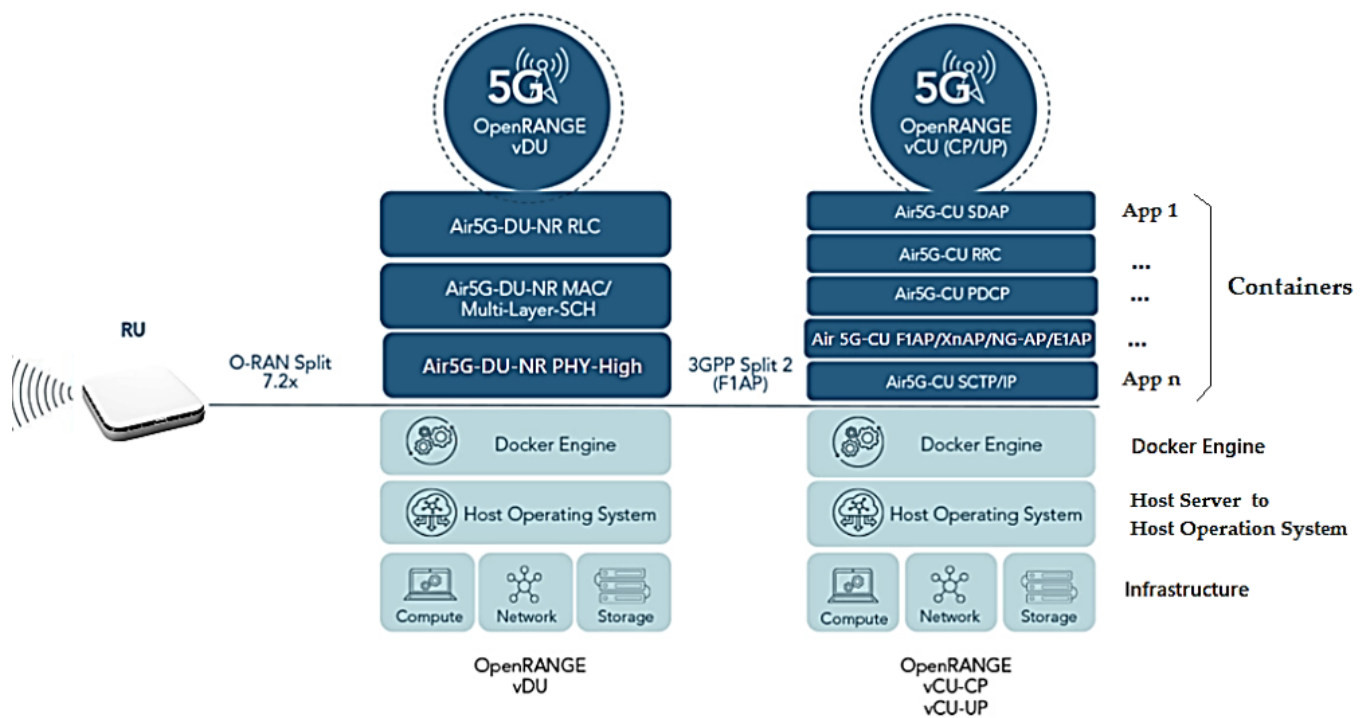 5G
OpenRANGE
vDU
5G
OpenRANGE
vCU (CP/UP)
Air5G-DU-NR RLC
Air5G-DU-NR MAC/
Multi-Layer-SCH
Air5G-DU-NR PHY-High
Air5G-CU SDAP
Air5G-CU RRC
Air5G-CU PDCP
Air 5G-CU F1AP/XnAP/NG-AP/E1AP
Air5G-CU SCTP/IP
App 1
...
...
...
App n
Containers
RU
O-RAN Split
7.2x
3GPP Split 2
(F1AP)
Docker Engine
Docker Engine
Docker Engine
Host Operating System
Host Operating System
Host Server to
Host Operation System
Compute
Network
Storage
Compute
Network
Storage
Infrastructure
OpenRANGE
vDU
OpenRANGE
vCU-CP
vCU-UP